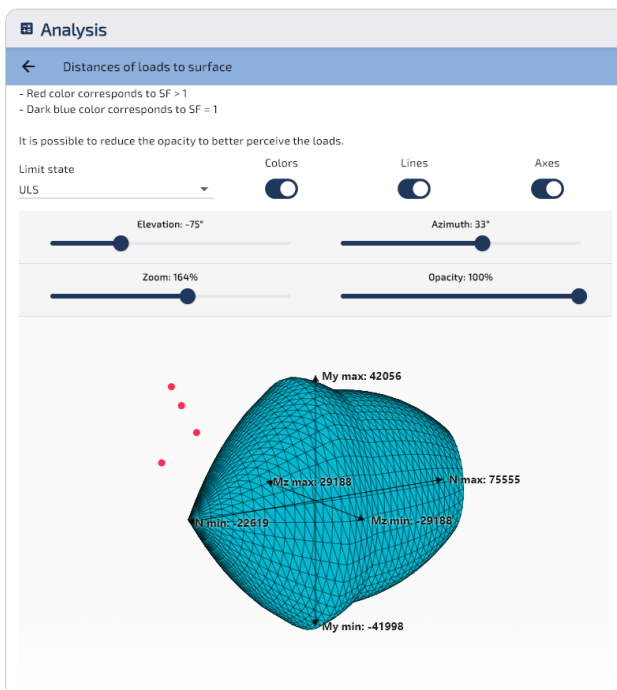 Analysis
Distances of loads to surface
- Red color corresponds to SF > 1
- Dark blue color corresponds to SF = 1
It is possible to reduce the opacity to better perceive the loads.
Limit state
Colors
Lines
Axes
ULS
Elevation: -75°
Azimuth: 33°
Zoom: 164%
Opacity: 100%
My max: 42056
Mz max: 29188
N max: 75555
N min: -22619
Mz min: -29188
My min: -41998